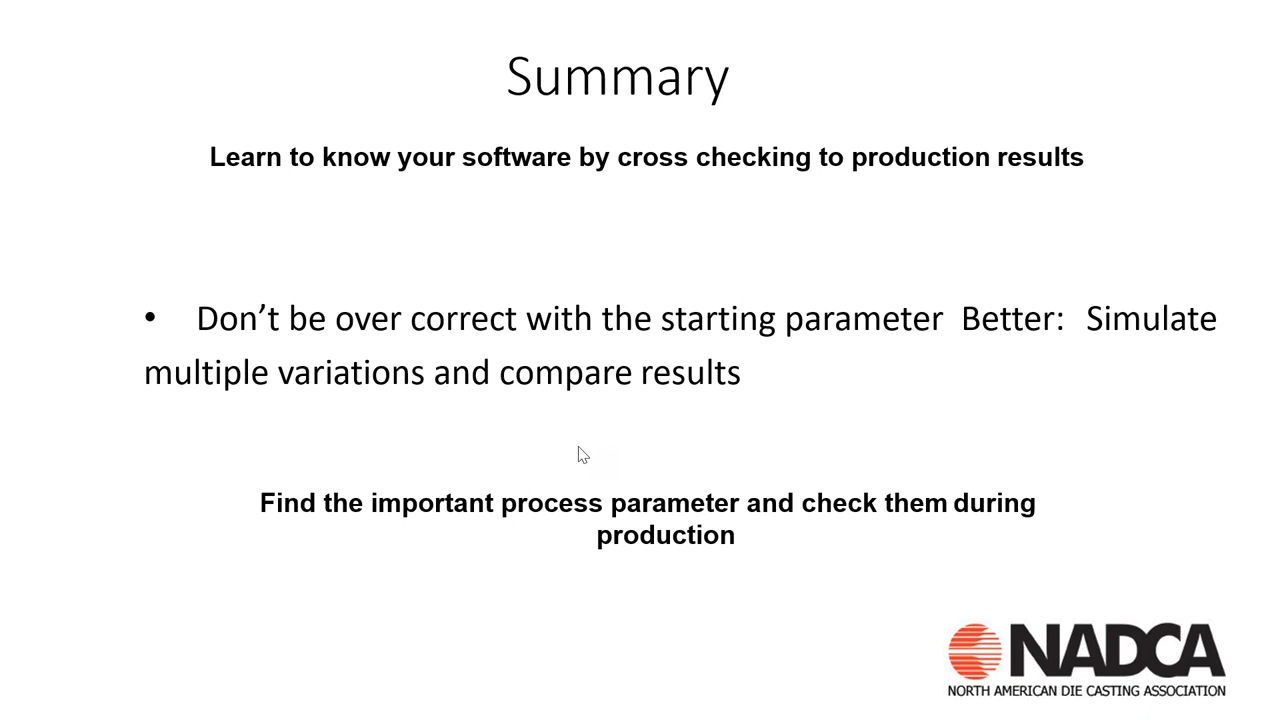 Summary
Learn to know your software by cross checking to production results
• Don’t be over correct with the starting parameter Better: Simulate
multiple variations and compare results
Find the important process parameter and check them during
production
NADCA
NORTH AMERICAN DIE CASTING ASSOCIATION